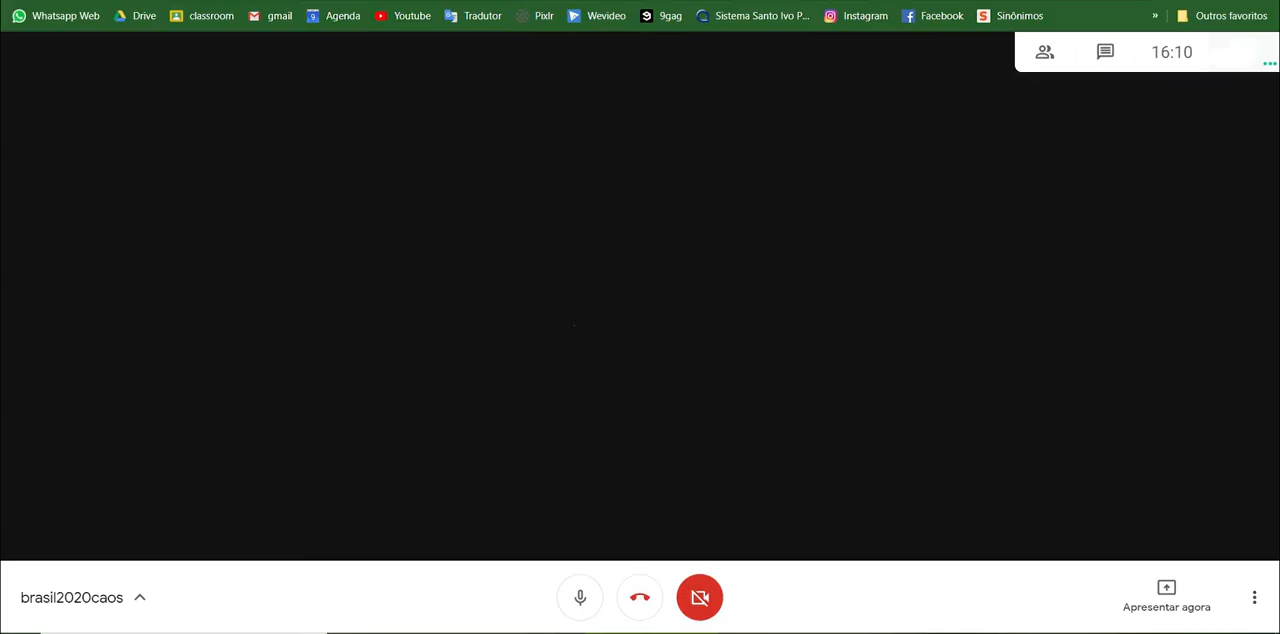 Whatsapp Web Drive classroom gmail Agenda Youtube Tradutor Pixlr Wevideo 9gag Sistema Santo Ivo P... Instagram Facebook Sinônimos » Outros favoritos
16:10
brasil2020caos
Apresentar agora